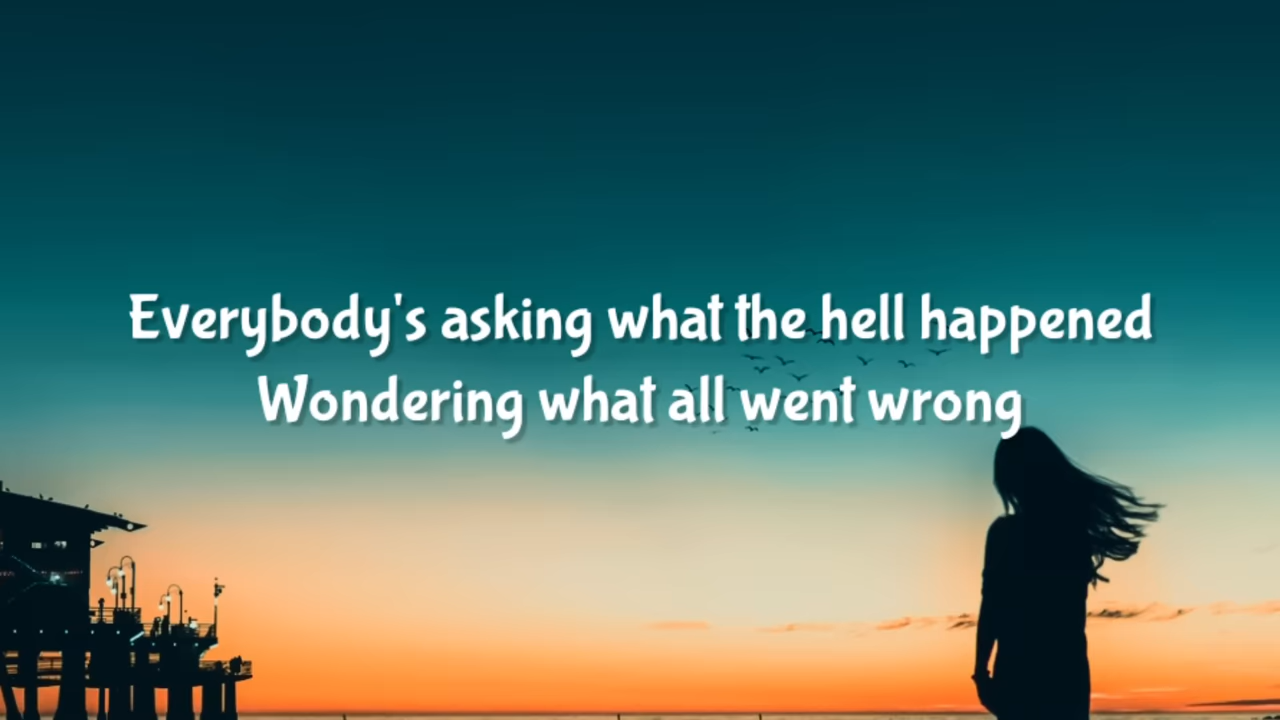 Everybody's asking what the hell happened
Wondering what all went wrong